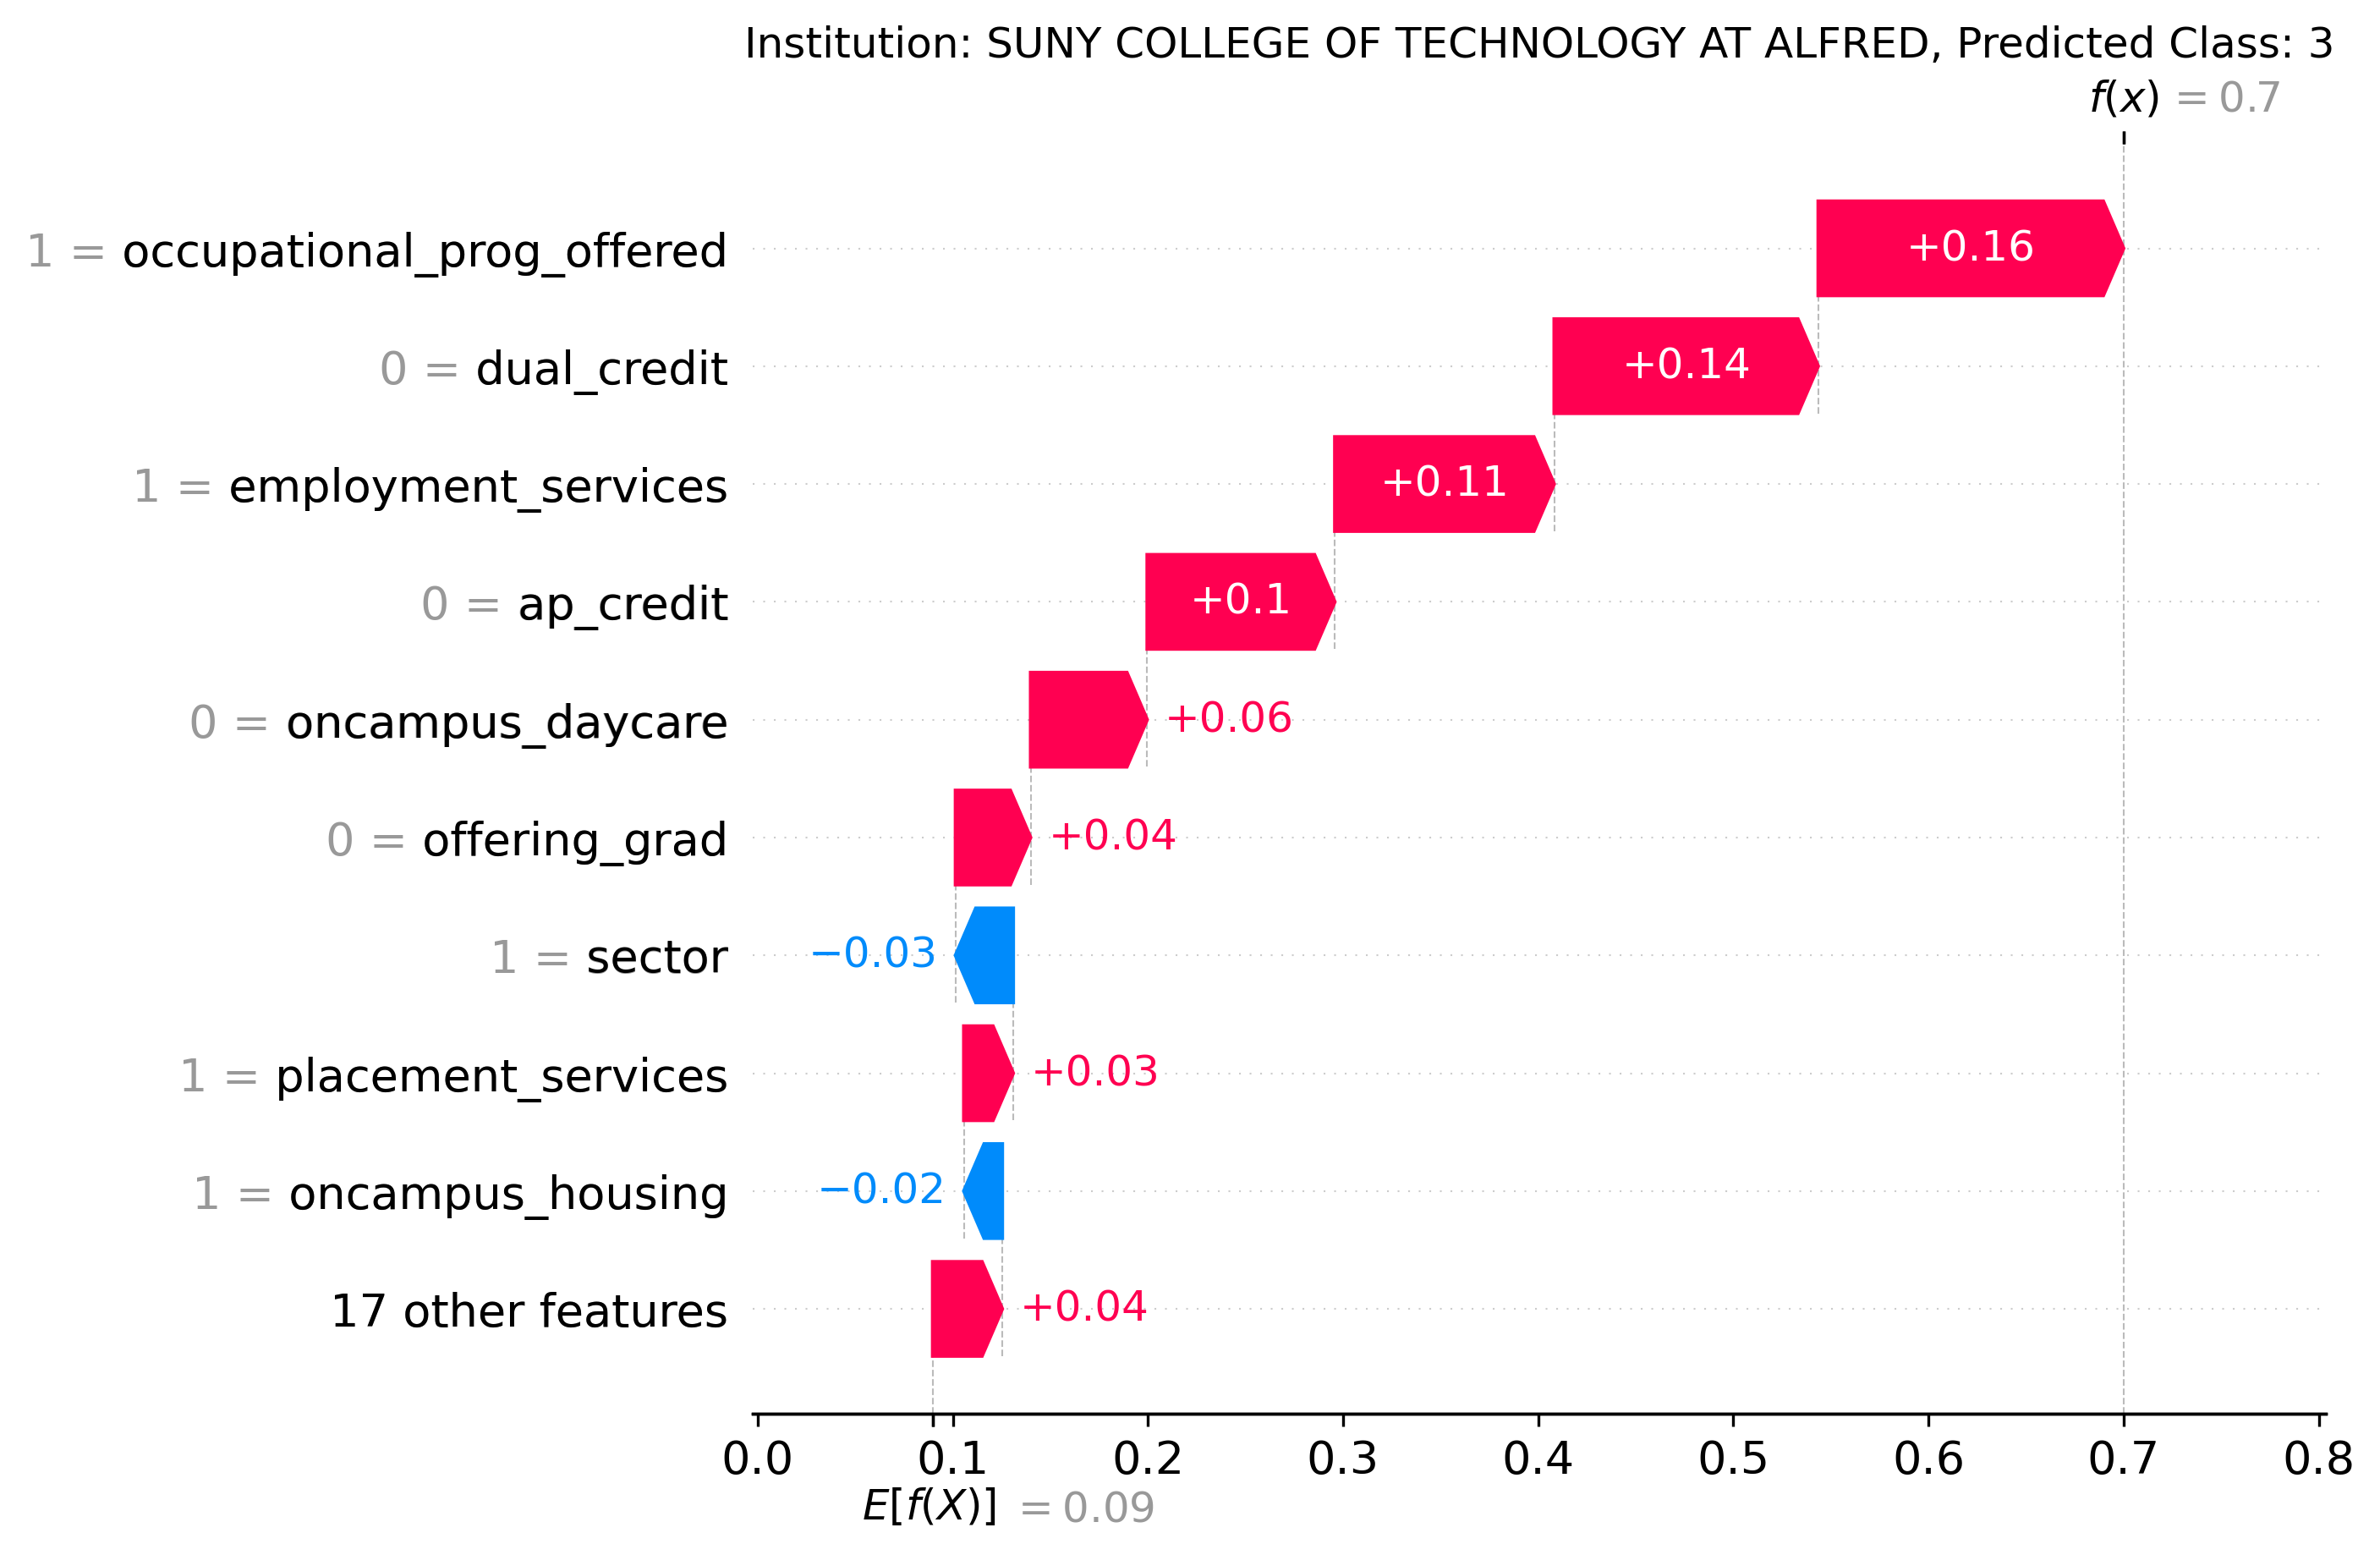 Institution: SUNY COLLEGE OF TECHNOLOGY AT ALFRED, Predicted Class: 3
f(x) = 0.7
1 = occupational_prog_offered +0.16
0 = dual_credit +0.14
1 = employment_services +0.11
0 = ap_credit +0.1
0 = oncampus_daycare +0.06
0 = offering_grad +0.04
1 = sector −0.03
1 = placement_services +0.03
1 = oncampus_housing −0.02
17 other features +0.04
0.0 0.1 0.2 0.3 0.4 0.5 0.6 0.7 0.8
E[f(X)] = 0.09